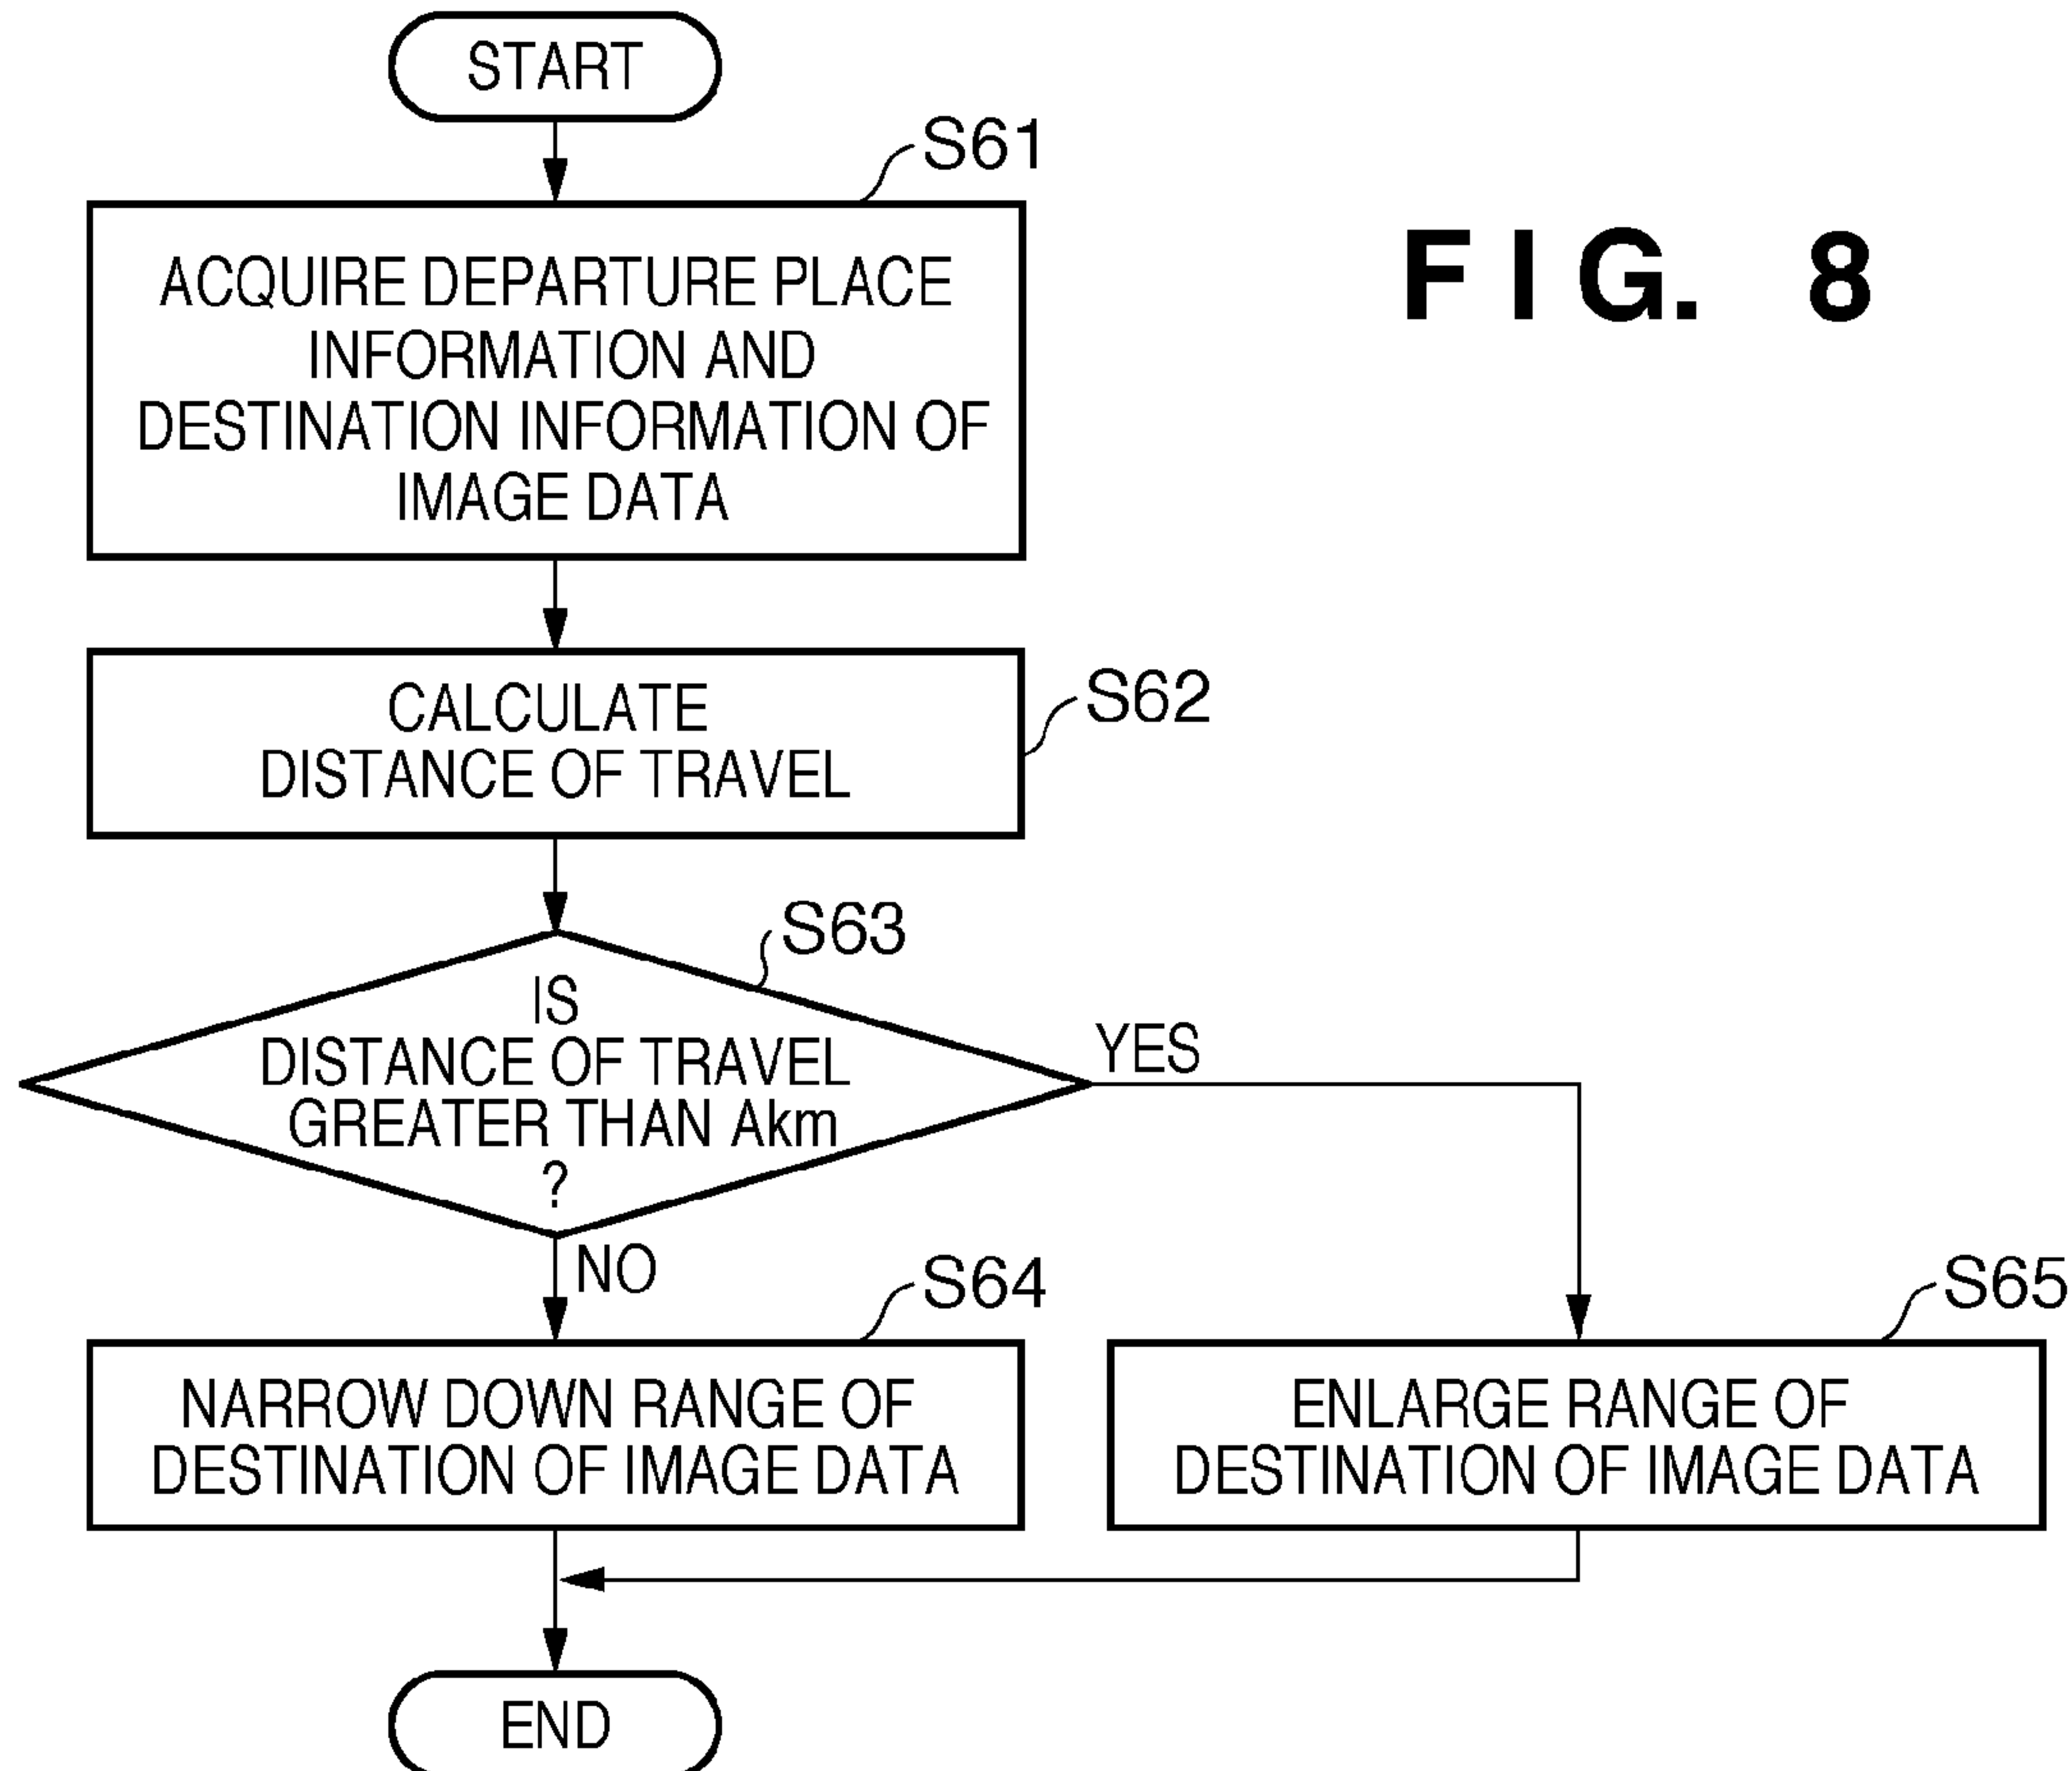 START
S61
ACQUIRE DEPARTURE PLACE
INFORMATION AND
DESTINATION INFORMATION OF
IMAGE DATA
FIG. 8
S62
CALCULATE
DISTANCE OF TRAVEL
S63
IS
DISTANCE OF TRAVEL
GREATER THAN Akm
?
YES
NO
S64
NARROW DOWN RANGE OF
DESTINATION OF IMAGE DATA
S65
ENLARGE RANGE OF
DESTINATION OF IMAGE DATA
END